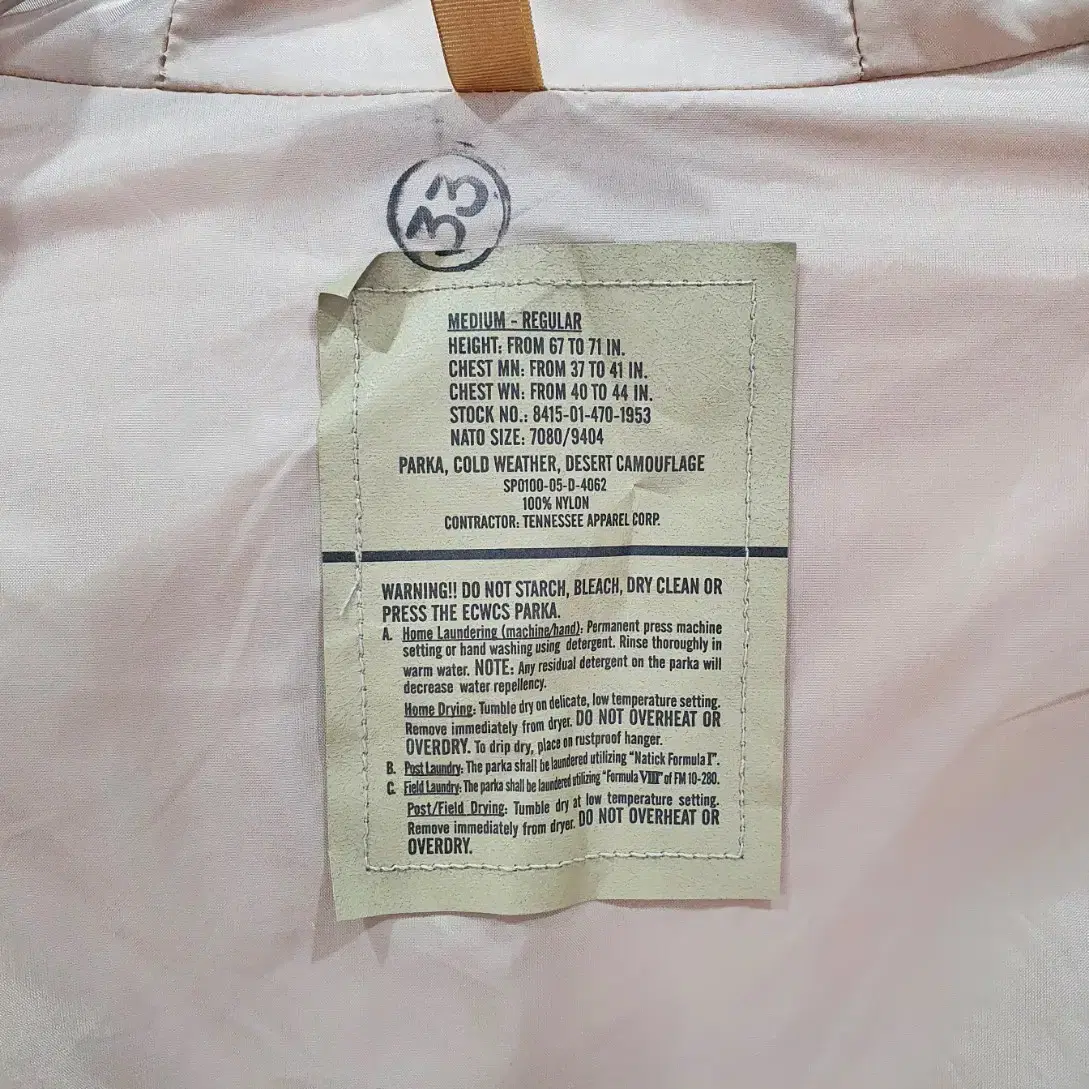 33
MEDIUM - REGULAR
HEIGHT: FROM 67 TO 71 IN.
CHEST MN: FROM 37 TO 41 IN.
CHEST WN: FROM 40 TO 44 IN.
STOCK NO.: 8415-01-470-1953
NATO SIZE: 7080/9404
PARKA, COLD WEATHER, DESERT CAMOUFLAGE
SP0100-05-D-4062
100% NYLON
CONTRACTOR: TENNESSEE APPAREL CORP.
WARNING!! DO NOT STARCH, BLEACH, DRY CLEAN OR
PRESS THE ECWCS PARKA.
A. Home Laundering (machine/hand): Permanent press machine
setting or hand washing using detergent. Rinse thoroughly in
warm water. NOTE: Any residual detergent on the parka will
decrease water repellency.
Home Drying: Tumble dry on delicate, low temperature setting.
Remove immediately from dryer. DO NOT OVERHEAT OR
OVERDRY. To drip dry, place on rustproof hanger.
B. Post Laundry: The parka shall be laundered utilizing "Natick Formula I".
C. Field Laundry: The parka shall be laundered utilizing "Formula VIII" of FM 10-280.
Post/Field Drying: Tumble dry at low temperature setting.
Remove immediately from dryer. DO NOT OVERHEAT OR
OVERDRY.